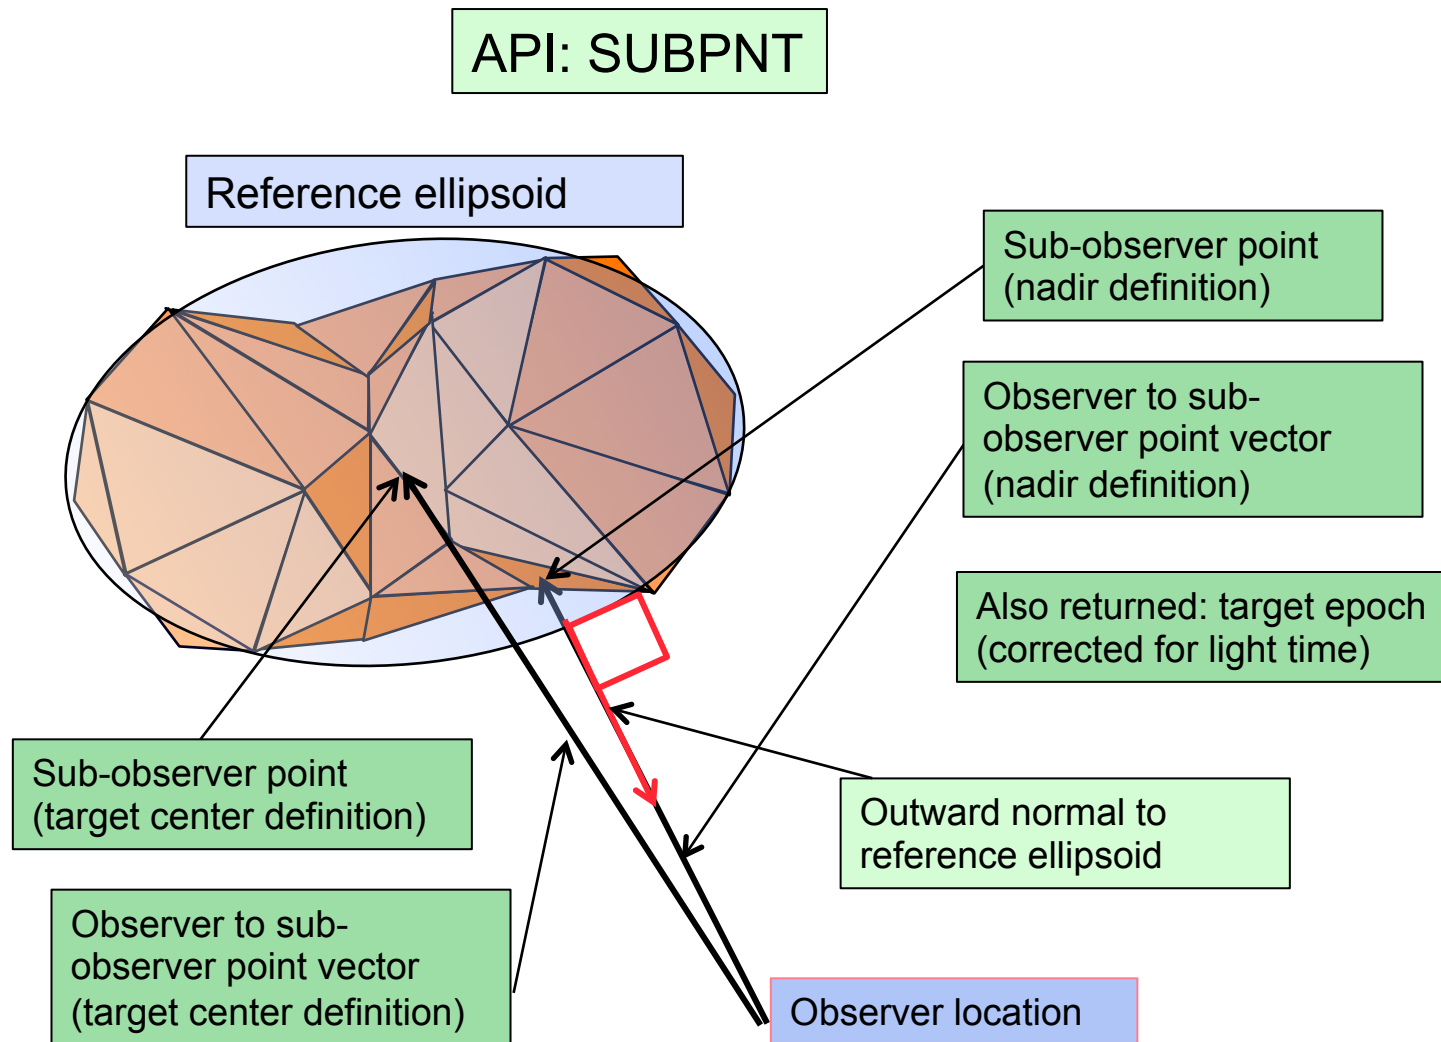 API: SUBPNT
Reference ellipsoid
Sub-observer point
(nadir definition)
Observer to sub-
observer point vector
(nadir definition)
Also returned: target epoch
(corrected for light time)
Sub-observer point
(target center definition)
Outward normal to
reference ellipsoid
Observer to sub-
observer point vector
(target center definition)
Observer location